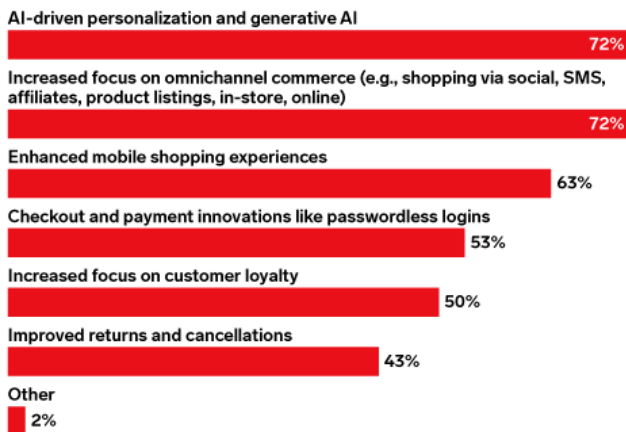 AI-driven personalization and generative AI
72%
Increased focus on omnichannel commerce (e.g., shopping via social, SMS,
affiliates, product listings, in-store, online)
72%
Enhanced mobile shopping experiences
63%
Checkout and payment innovations like passwordless logins
53%
Increased focus on customer loyalty
50%
Improved returns and cancellations
43%
Other
2%